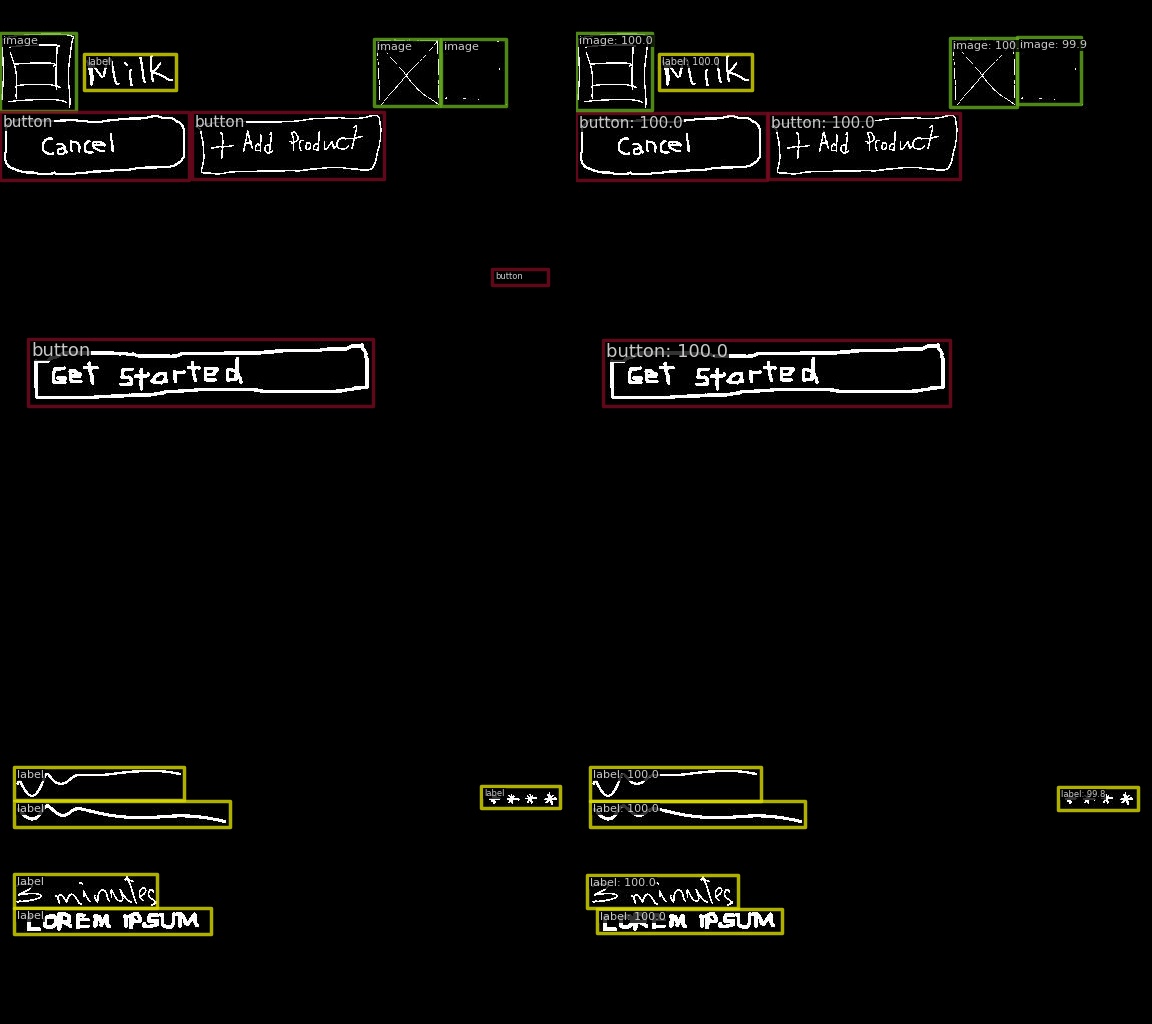 image image image image: 100.0 image: 100. image: 99.9
label Milk label: 100.0 Milk
button button button: 100.0 button: 100.0
Cancel + Add Product Cancel + Add Product
button
button button: 100.0
Get Started Get Started
label label: 100.0
label label: 100.0
label * * * * label: 99.8 * * * *
label label: 100.0
5 minutes 5 minutes
label LOREM IPSUM label: 100.0 LOREM IPSUM